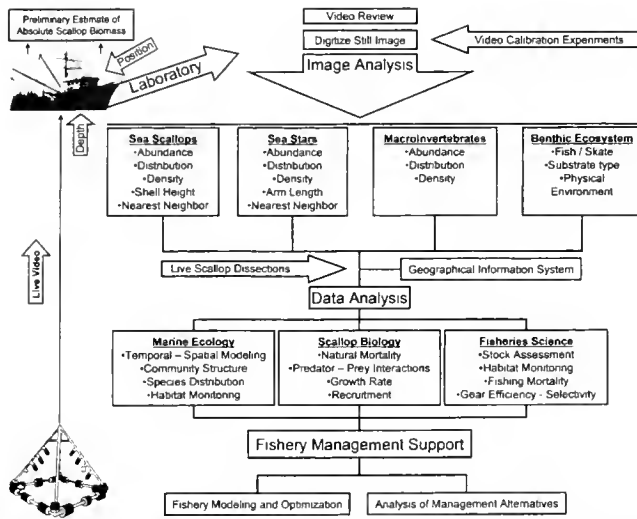 Preliminary Estimate of
Absolute Scallop Biomass
Position
Laboratory
Depth
Live Video
Video Review
Digitize Still Image
Image Analysis
Video Calibration Experiments
Sea Scallops
•Abundance
•Distribution
•Density
•Shell Height
•Nearest Neighbor
Sea Stars
•Abundance
•Distribution
•Density
•Arm Length
•Nearest Neighbor
Macroinvertebrates
•Abundance
•Distribution
•Density
Benthic Ecosystem
•Fish / Skate
•Substrate type
•Physical
Environment
Live Scallop Dissections
Geographical Information System
Data Analysis
Marine Ecology
•Temporal – Spatial Modeling
•Community Structure
•Species Distribution
•Habitat Monitoring
Scallop Biology
•Natural Mortality
•Predator – Prey Interactions
•Growth Rate
•Recruitment
Fisheries Science
•Stock Assessment
•Habitat Monitoring
•Fishing Mortality
•Gear Efficiency - Selectivity
Fishery Management Support
Fishery Modeling and Optimization
Analysis of Management Alternatives